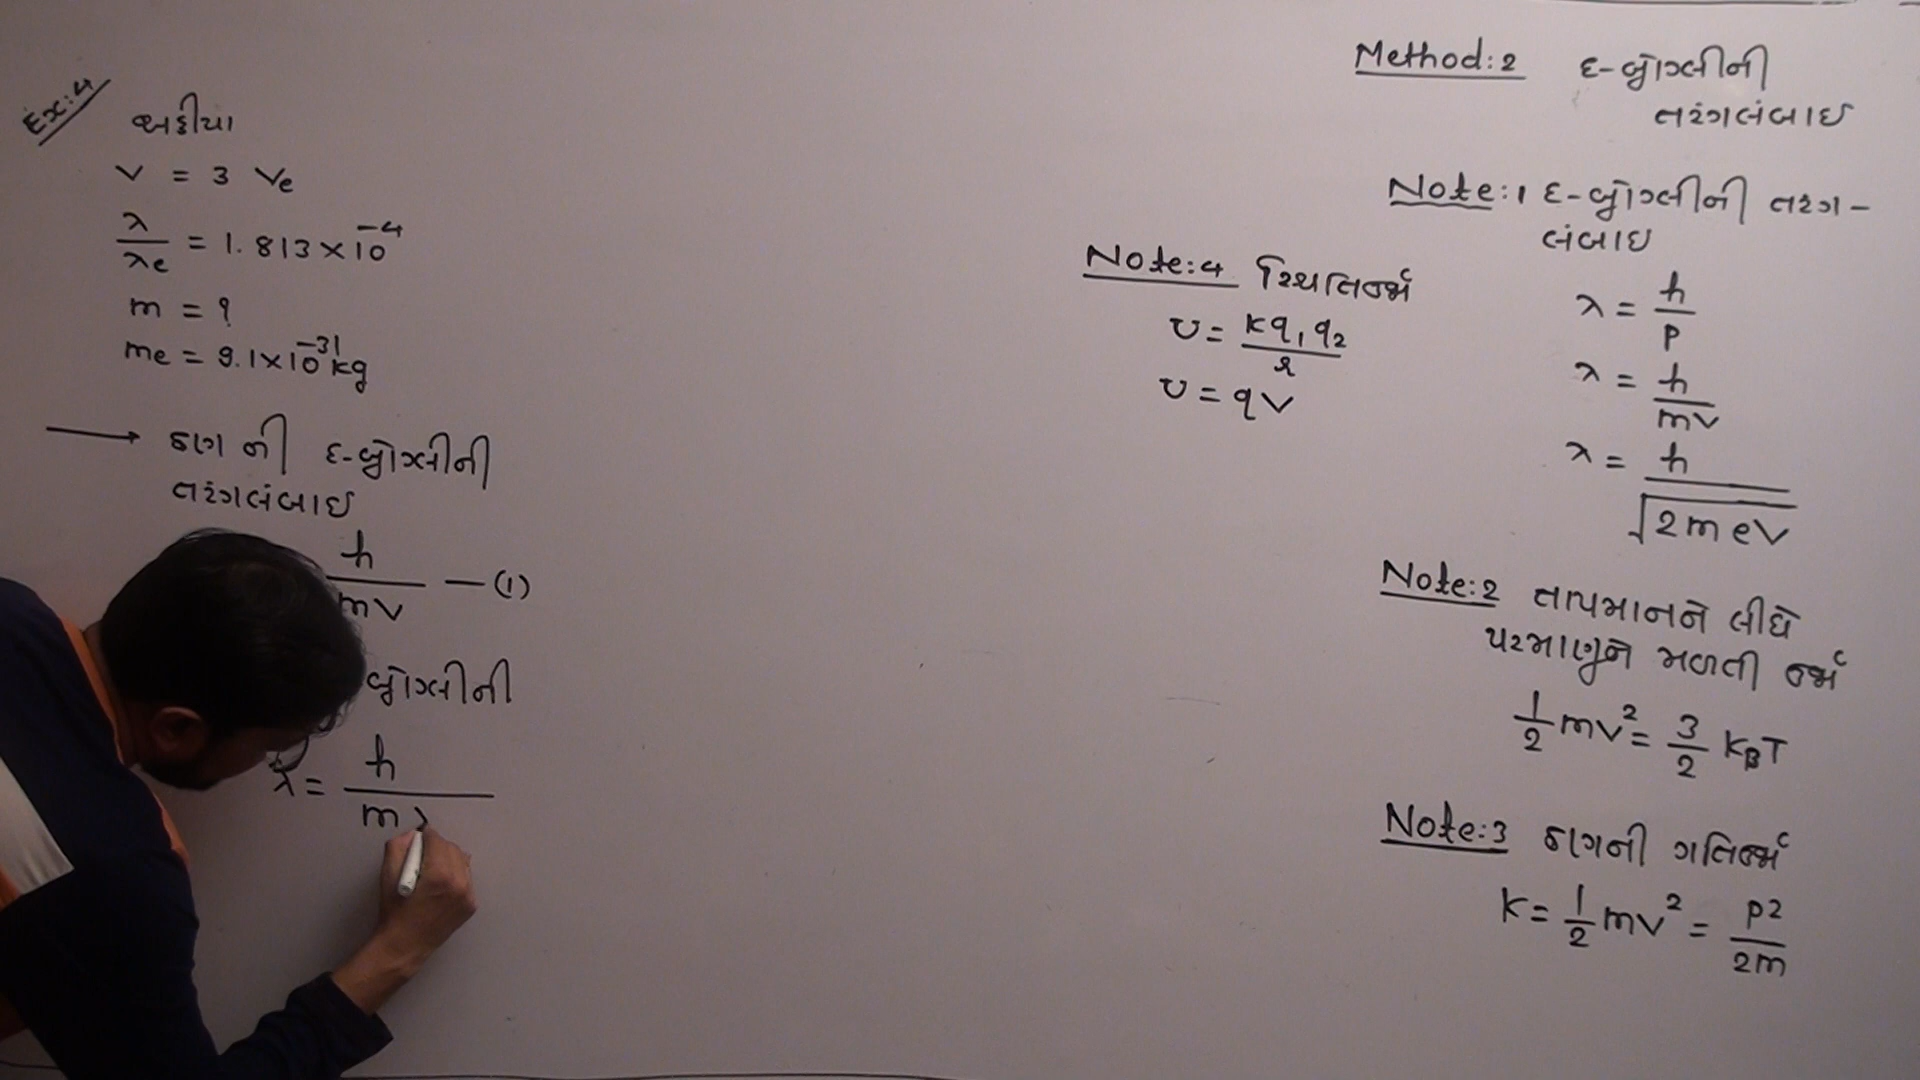 Ex:4
અહીંયા
v = 3 ve
λ/λe = 1.813 × 10⁻⁴
m = ?
me = 9.1 × 10⁻³¹ kg
→ કણ ની દ-બ્રોગ્લીની
તરંગલંબાઇ
h/mv — (1)
બ્રોગ્લીની
λ = h/m
Method:2 દ-બ્રોગ્લીની
તરંગલંબાઇ
Note:1 દ-બ્રોગ્લીની તરંગ-
લંબાઇ
λ = h/p
λ = h/mv
λ = h/√2meV
Note:2 તાપમાનને લીધે
પરમાણુને મળતી ઊર્જા
1/2 mv² = 3/2 kBT
Note:3 કણની ગતિઊર્જા
K = 1/2 mv² = p²/2m
Note:4 સ્થિતિઊર્જા
U = kq₁q₂/r
U = qV